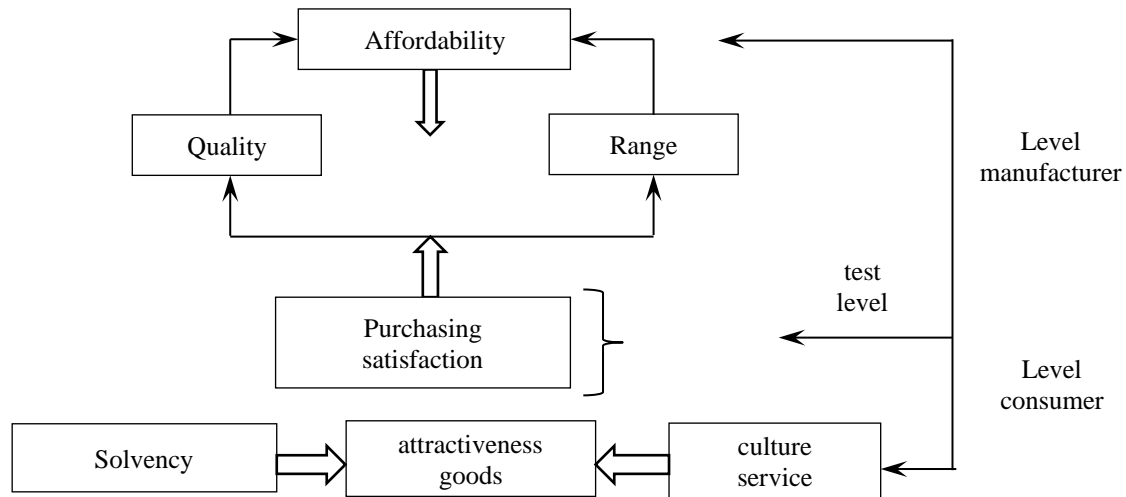 Affordability
Quality
Range
Level
manufacturer
test
level
Purchasing
satisfaction
Level
consumer
Solvency
attractiveness
goods
culture
service